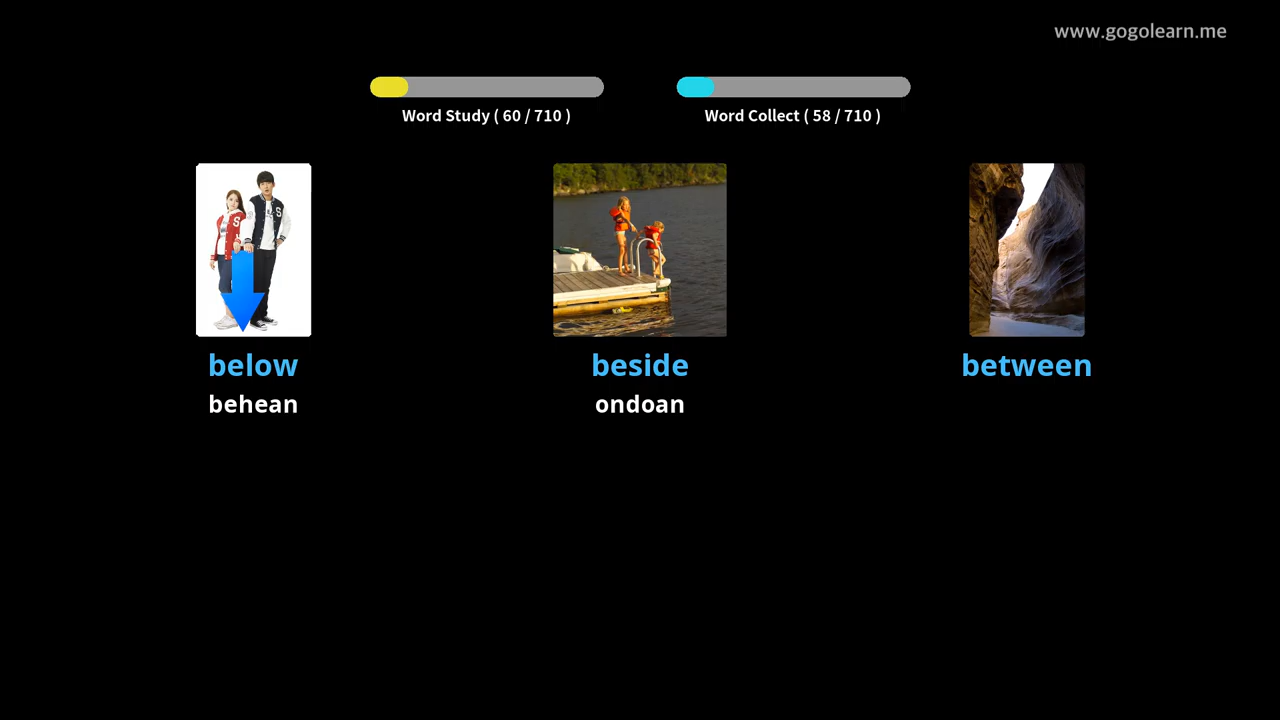 www.gogolearn.me
Word Study ( 60 / 710 )
Word Collect ( 58 / 710 )
below
behean
beside
ondoan
between